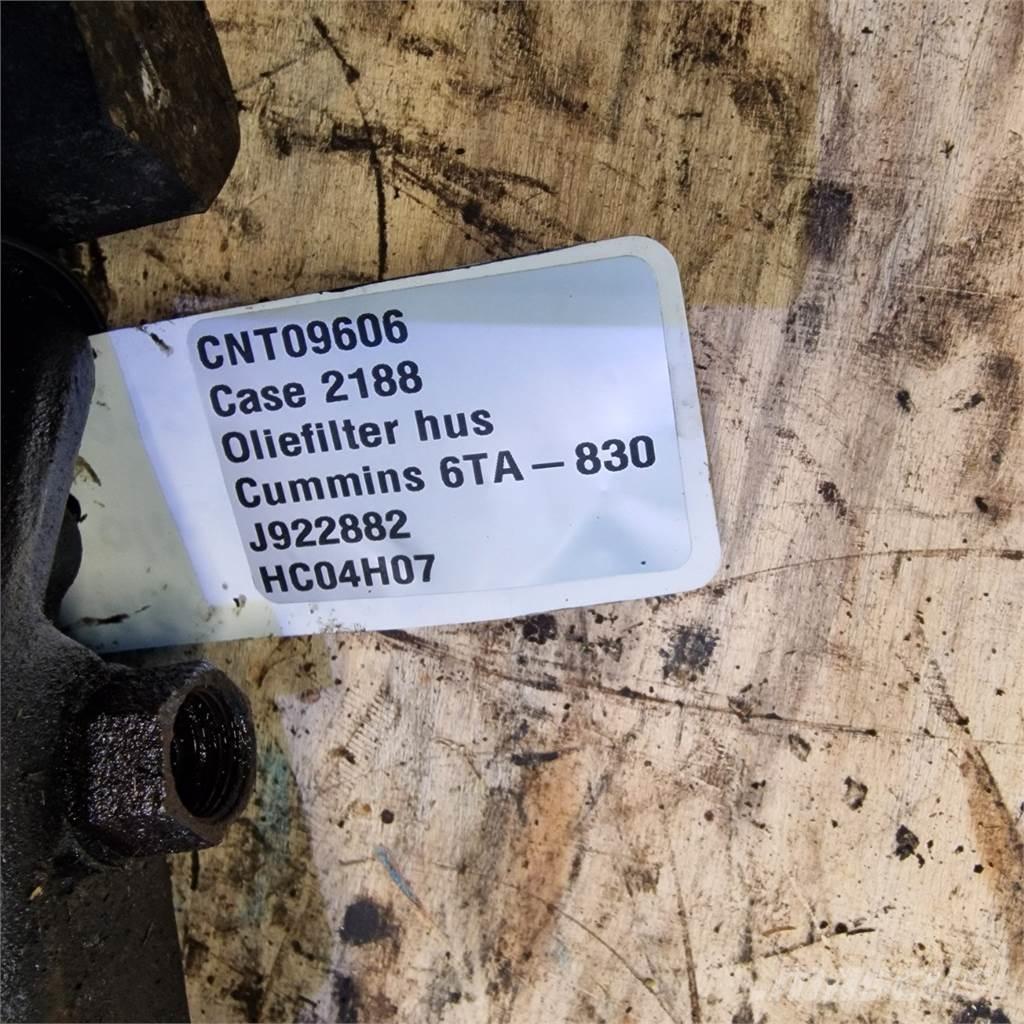 CNT09606
Case 2188
Oliefilter hus
Cummins 6TA – 830
J922882
HC04H07